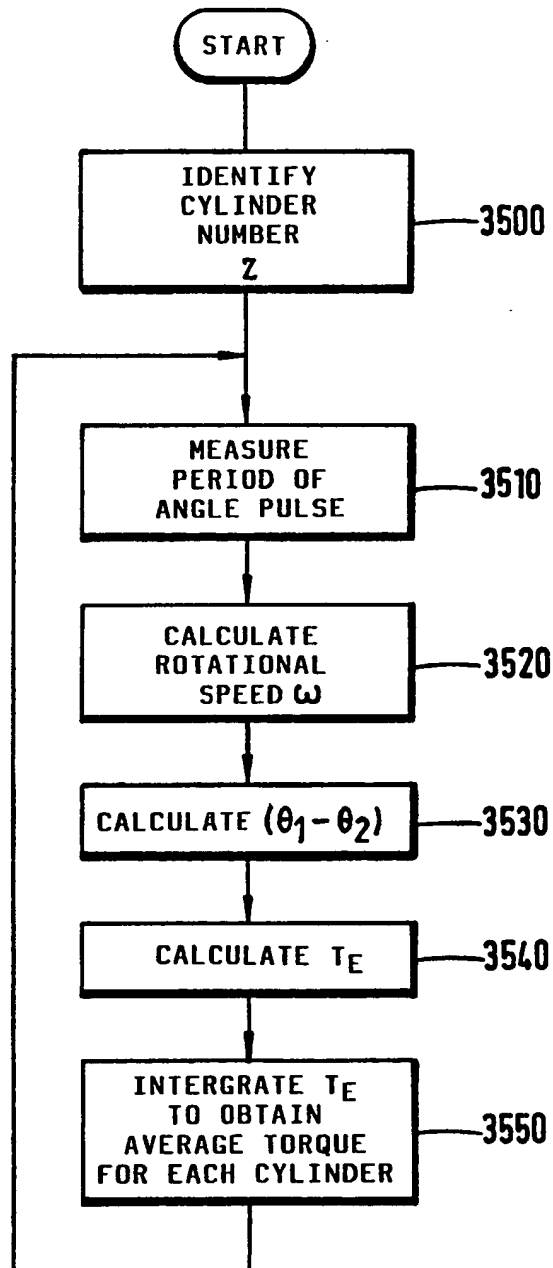 START
IDENTIFY
CYLINDER
NUMBER
Z
3500
MEASURE
PERIOD OF
ANGLE PULSE
3510
CALCULATE
ROTATIONAL
SPEED ω
3520
CALCULATE (θ1 - θ2)
3530
CALCULATE TE
3540
INTERGRATE TE
TO OBTAIN
AVERAGE TORQUE
FOR EACH CYLINDER
3550